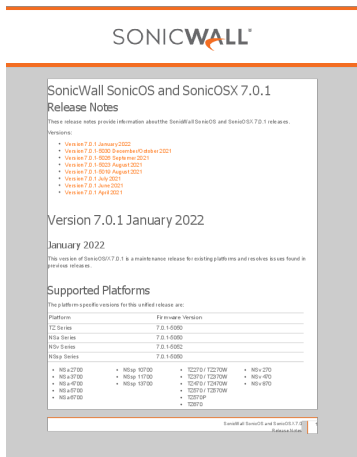 SONICWALL®
SonicWall SonicOS and SonicOSX 7.0.1
Release Notes
These release notes provide information about the SonicWall SonicOS and SonicOSX 7.0.1 releases.
Versions:
• Version 7.0.1 January 2022
• Version 7.0.1-5030 December/October 2021
• Version 7.0.1-5026 September 2021
• Version 7.0.1-5023 August 2021
• Version 7.0.1-5019 August 2021
• Version 7.0.1 July 2021
• Version 7.0.1 June 2021
• Version 7.0.1 April 2021
Version 7.0.1 January 2022
January 2022
This version of SonicOS/X 7.0.1 is a maintenance release for existing platforms and resolves issues found in
previous releases.
Supported Platforms
The platform-specific versions for this unified release are:
Platform Firmware Version
TZ Series 7.0.1-5050
NSa Series 7.0.1-5050
NSv Series 7.0.1-5052
NSsp Series 7.0.1-5050
• NSa 2700 • NSsp 10700 • TZ270 / TZ270W • NSv 270
• NSa 3700 • NSsp 11700 • TZ370 / TZ370W • NSv 470
• NSa 4700 • NSsp 13700 • TZ470 / TZ470W • NSv 870
• NSa 5700 • TZ570 / TZ570W
• NSa 6700 • TZ570P
• TZ670
SonicWall SonicOS and SonicOSX 7.0
Release Notes
1